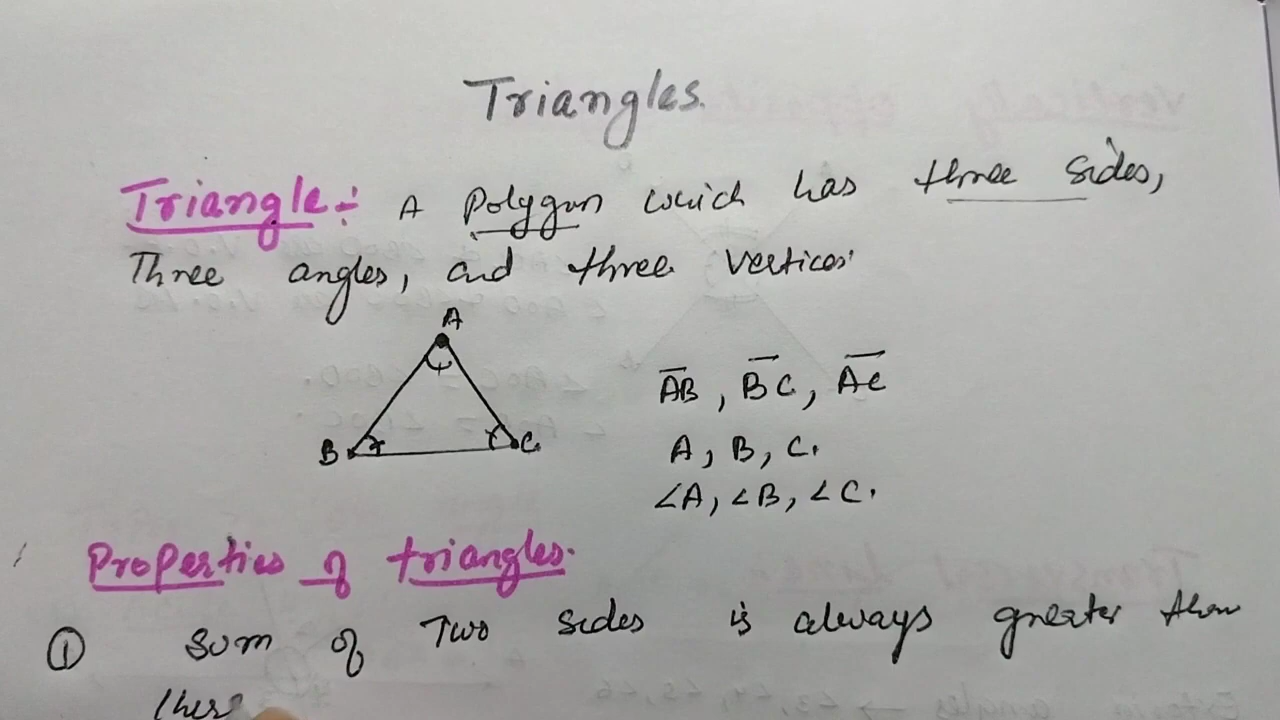 Triangles.
Triangle:- A Polygon which has three sides,
Three angles, and three vertices.
A
B
C.
AB, BC, AC
A, B, C.
∠A, ∠B, ∠C.
Properties of triangles.
① Sum of Two sides is always greater than